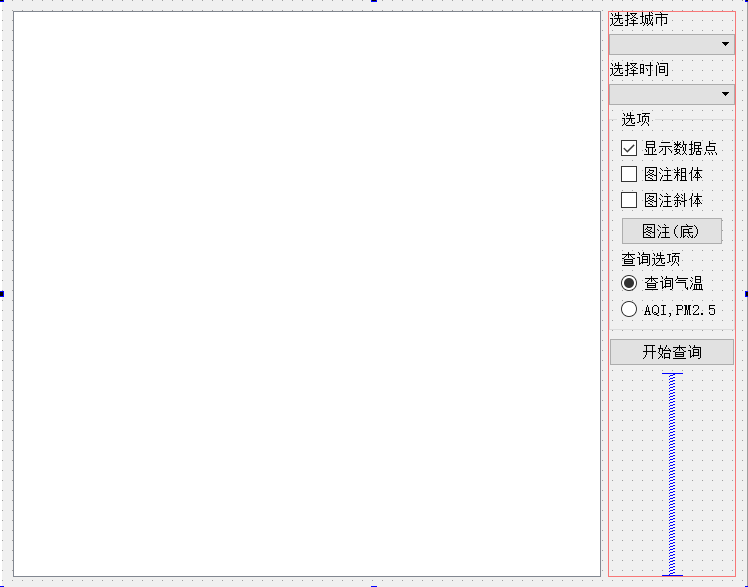 选择城市
选择时间
选项
显示数据点
图注粗体
图注斜体
图注(底)
查询选项
查询气温
AQI,PM2.5
开始查询